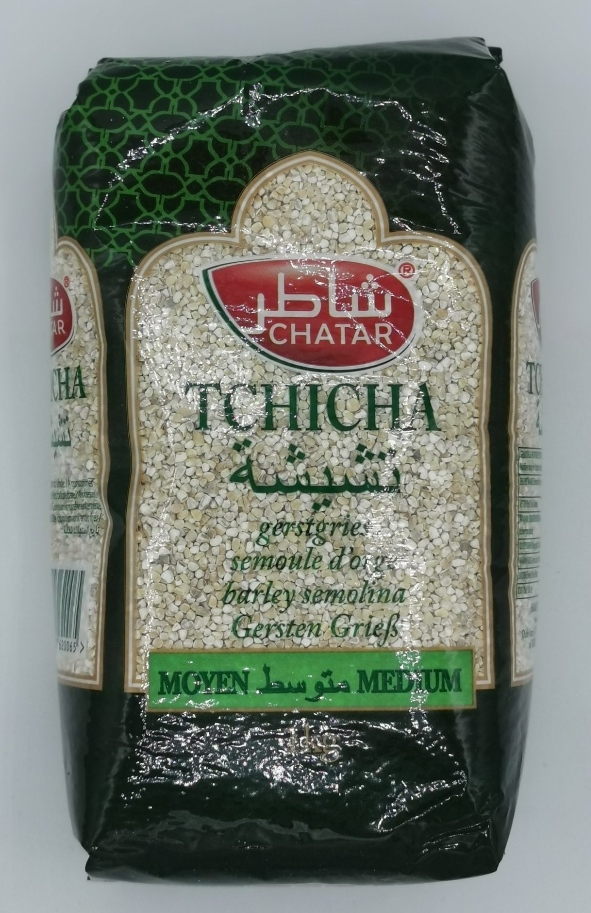 شاطر ®
CHATAR
TCHICHA
تشيشة
gerstgries
semoule d'orge
barley semolina
Gersten Grieß
MOYEN متوسط MEDIUM
1kg